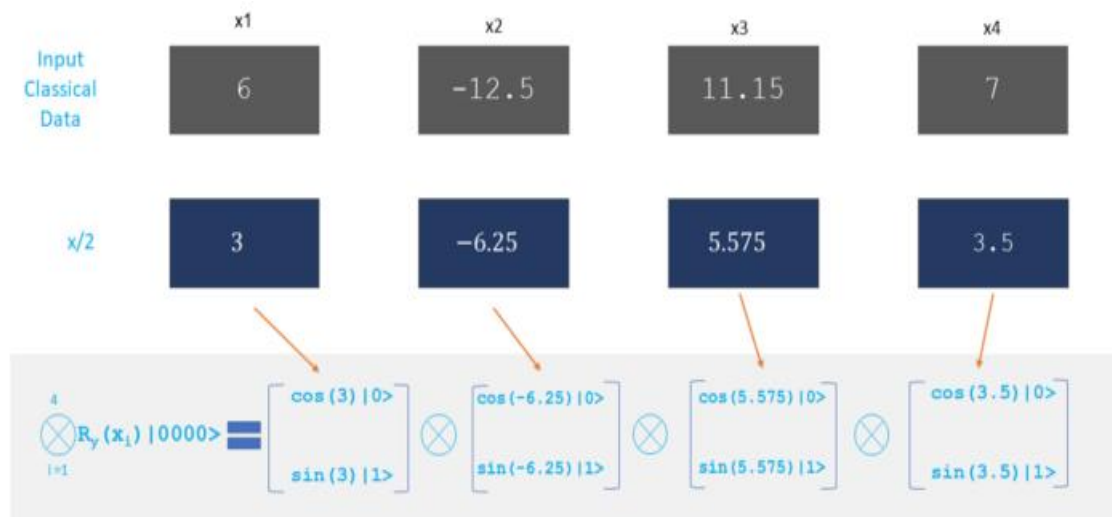 x1 x2 x3 x4
Input
Classical
Data
6 -12.5 11.15 7
x/2 3 −6.25 5.575 3.5
4
⊗ R_y(x_i)|0000> = [ cos(3)|0> ⊗ cos(-6.25)|0> ⊗ cos(5.575)|0> ⊗ cos(3.5)|0>
sin(3)|1> sin(-6.25)|1> sin(5.575)|1> sin(3.5)|1> ]
i=1